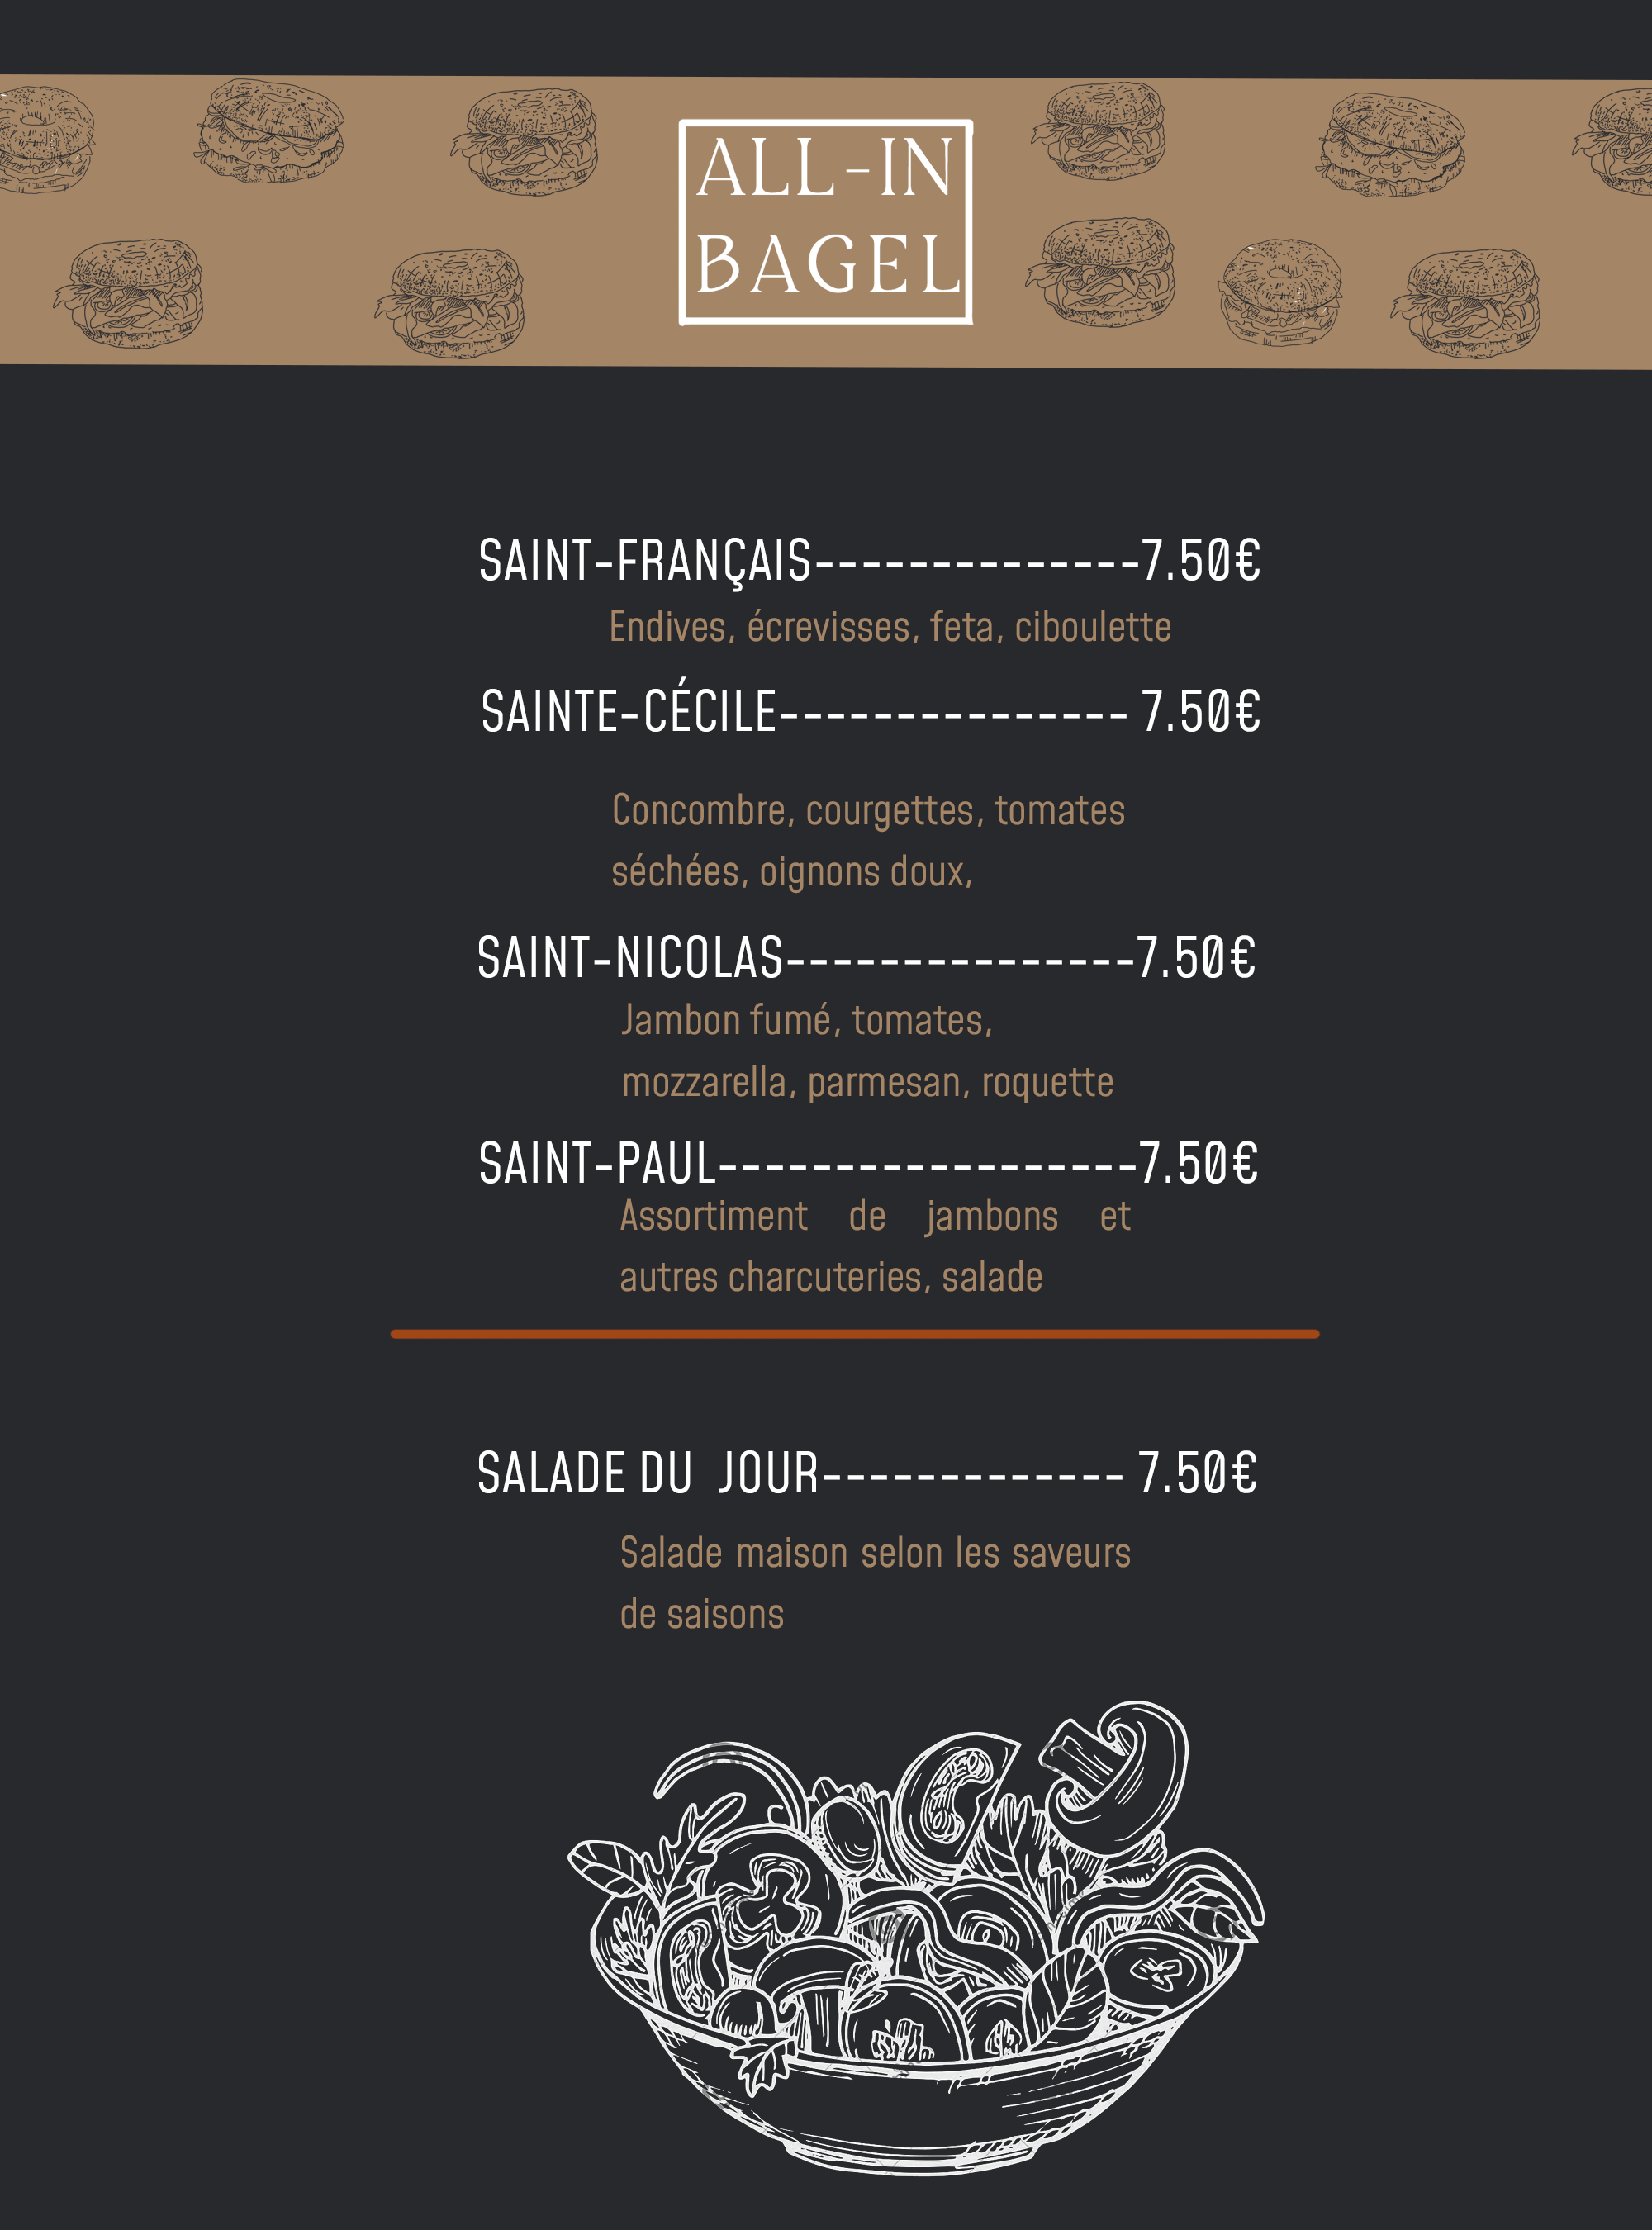 ALL-IN
BAGEL
SAINT-FRANÇAIS--------------7.50€
Endives, écrevisses, feta, ciboulette
SAINTE-CÉCILE--------------- 7.50€
Concombre, courgettes, tomates
séchées, oignons doux,
SAINT-NICOLAS---------------7.50€
Jambon fumé, tomates,
mozzarella, parmesan, roquette
SAINT-PAUL------------------7.50€
Assortiment de jambons et
autres charcuteries, salade
SALADE DU JOUR------------- 7.50€
Salade maison selon les saveurs
de saisons